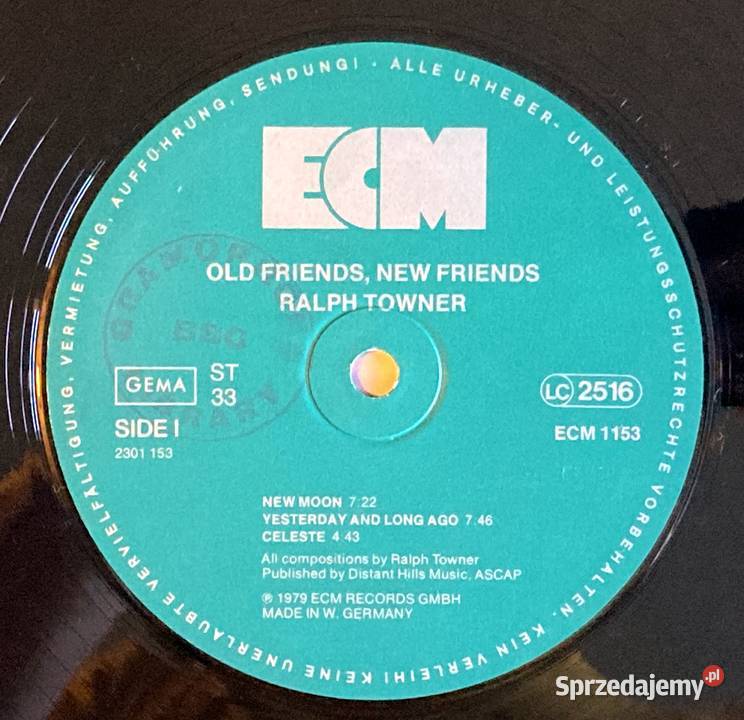 ALLE URHEBER- UND LEISTUNGSSCHUTZRECHTE VORBEHALTEN. KEIN VERLEIH! KEINE UNERLAUBTE VERVIELFÄLTIGUNG, VERMIETUNG, AUFFÜHRUNG, SENDUNG! ·
ECM
OLD FRIENDS, NEW FRIENDS
RALPH TOWNER
GEMA
ST
33
LC 2516
SIDE I
ECM 1153
2301 153
NEW MOON 7:22
YESTERDAY AND LONG AGO 7:46
CELESTE 4:43
All compositions by Ralph Towner
Published by Distant Hills Music, ASCAP
℗ 1979 ECM RECORDS GMBH
MADE IN W. GERMANY
Sprzedajemy.pl